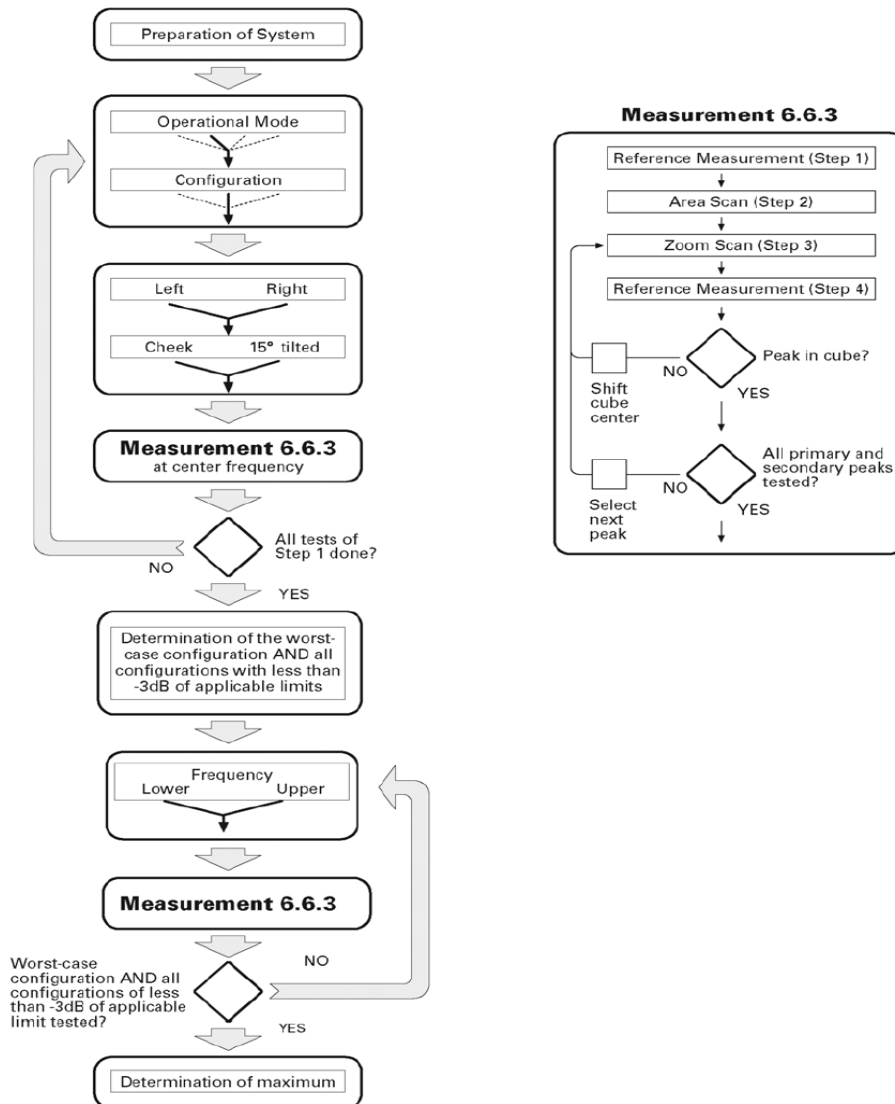 Preparation of System
Operational Mode
Configuration
Left Right
Cheek 15° tilted
Measurement 6.6.3
at center frequency
All tests of
Step 1 done?
NO
YES
Determination of the worst-
case configuration AND all
configurations with less than
-3dB of applicable limits
Frequency
Lower Upper
Measurement 6.6.3
Worst-case
configuration AND all
configurations of less
than -3dB of applicable
limit tested?
NO
YES
Determination of maximum
Measurement 6.6.3
Reference Measurement (Step 1)
Area Scan (Step 2)
Zoom Scan (Step 3)
Reference Measurement (Step 4)
Peak in cube?
NO
YES
Shift
cube
center
All primary and
secondary peaks
tested?
NO
YES
Select
next
peak